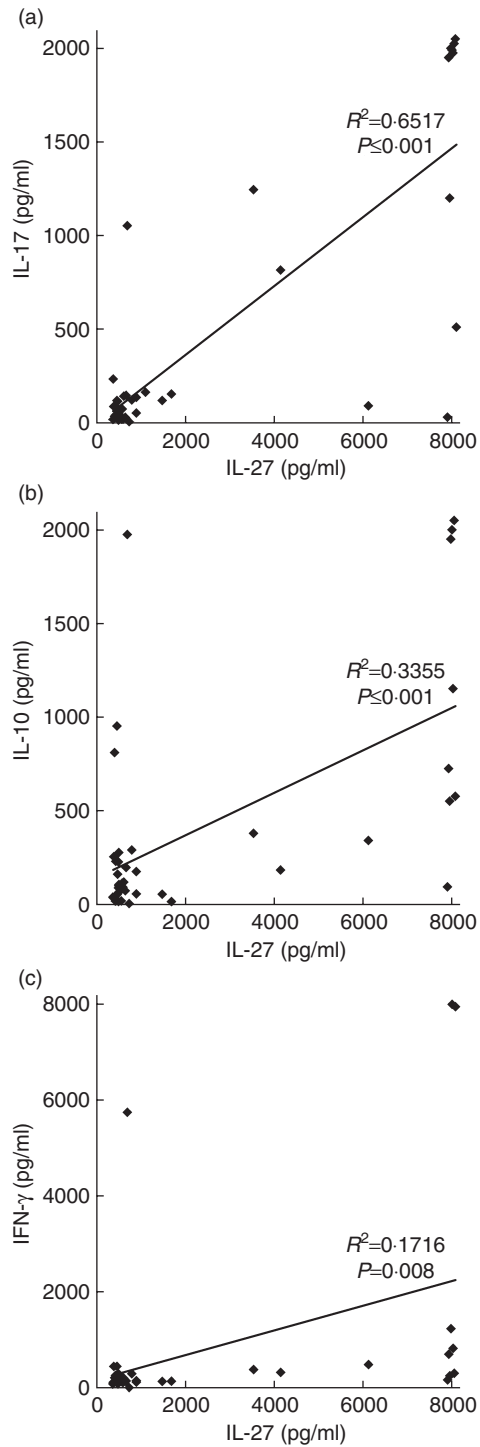 (a)
2000
1500
1000
500
0
IL-17 (pg/ml)
R²=0·6517
P≤0·001
0 2000 4000 6000 8000
IL-27 (pg/ml)
(b)
2000
1500
1000
500
0
IL-10 (pg/ml)
R²=0·3355
P≤0·001
0 2000 4000 6000 8000
IL-27 (pg/ml)
(c)
8000
6000
4000
2000
0
IFN-γ (pg/ml)
R²=0·1716
P=0·008
0 2000 4000 6000 8000
IL-27 (pg/ml)